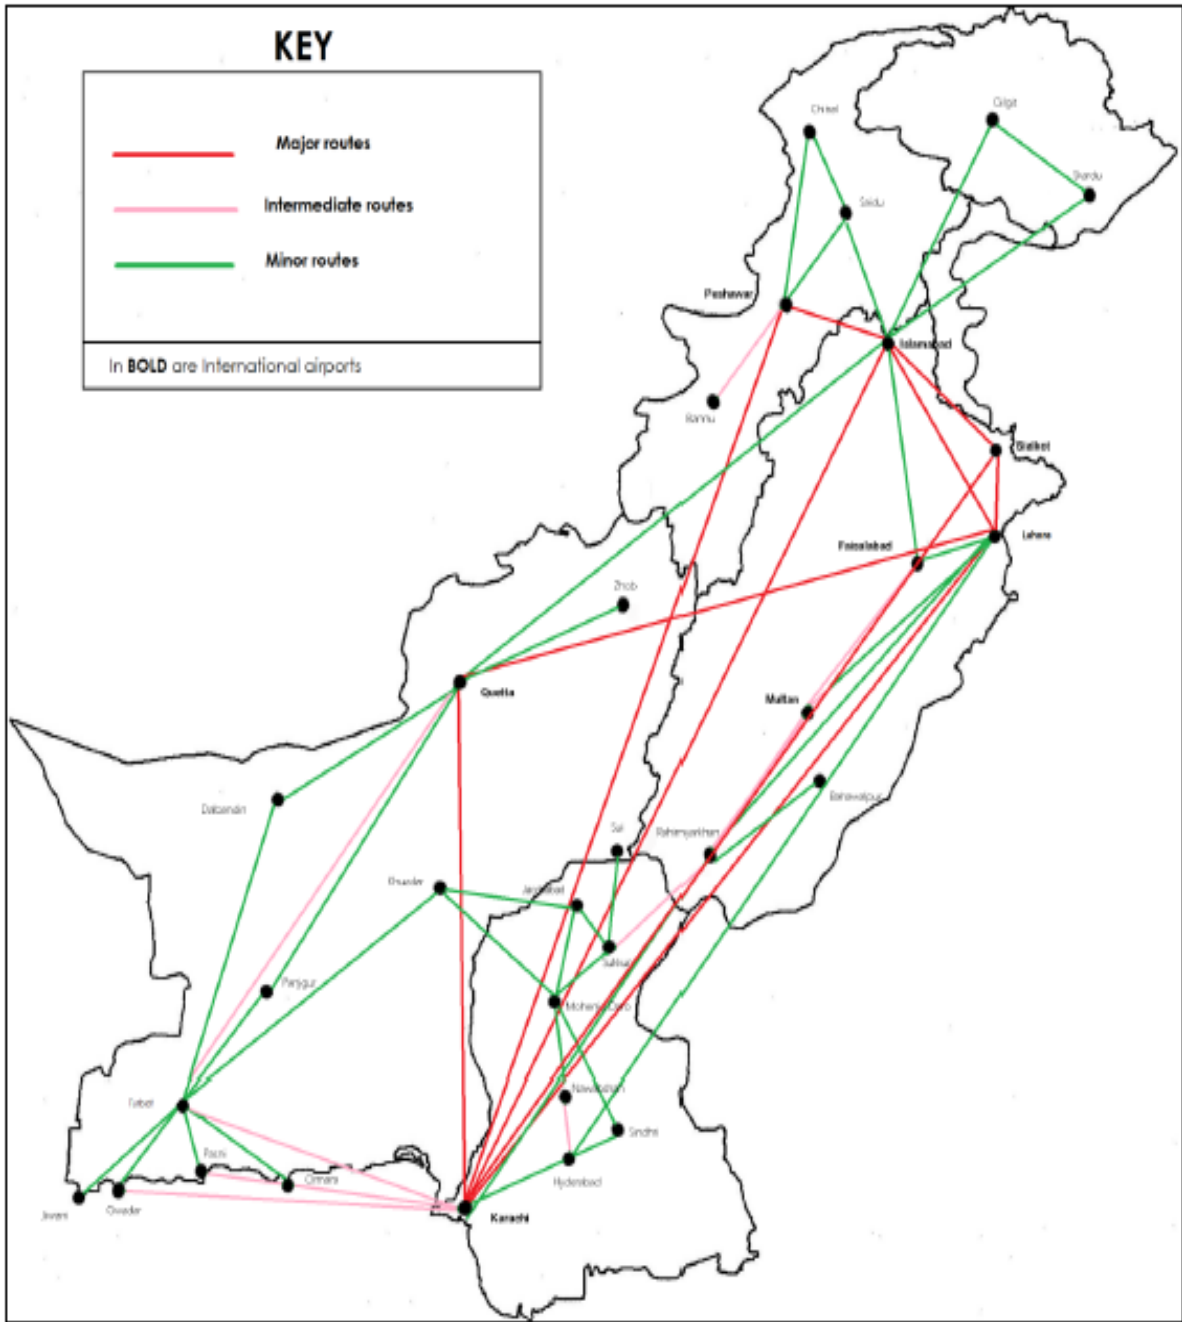 KEY
Major routes
Intermediate routes
Minor routes
In BOLD are International airports
Chitral
Gilgit
Skardu
Saidu
Peshawar
Islamabad
Bannu
Sialkot
Faisalabad
Lahore
Zhob
Quetta
Multan
Dalbandin
Bahawalpur
Sui
Rahimyarkhan
Khuzdar
Jacobabad
Sukkur
Panjgur
Nawabshah
Turbat
Sindhri
Pasni
Ormara
Hyderabad
Jiwani
Gwadar
Karachi